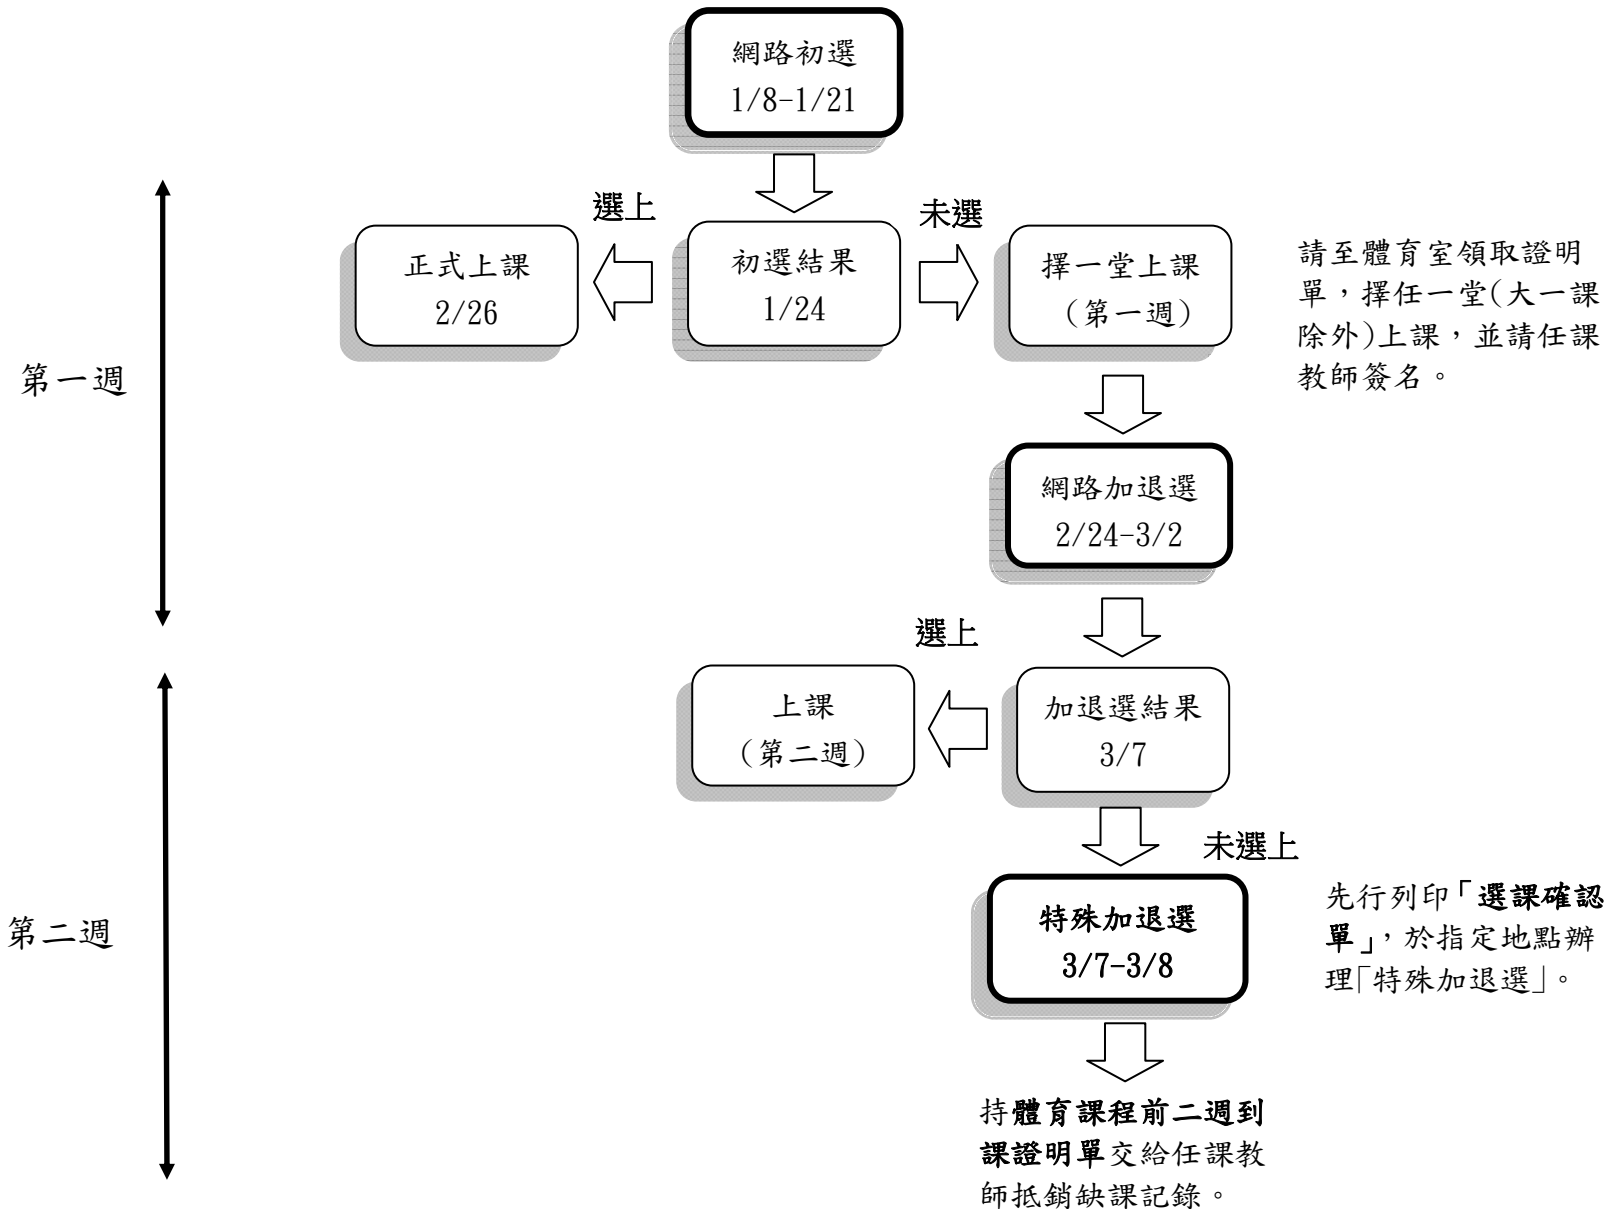 網路初選
1/8-1/21
選上
未選
正式上課
2/26
初選結果
1/24
擇一堂上課
(第一週)
請至體育室領取證明
單，擇任一堂(大一課
除外)上課，並請任課
教師簽名。
第一週
網路加退選
2/24-3/2
選上
上課
(第二週)
加退選結果
3/7
未選上
第二週
特殊加退選
3/7-3/8
先行列印「選課確認
單」，於指定地點辦
理「特殊加退選」。
持體育課程前二週到
課證明單交給任課教
師抵銷缺課記錄。